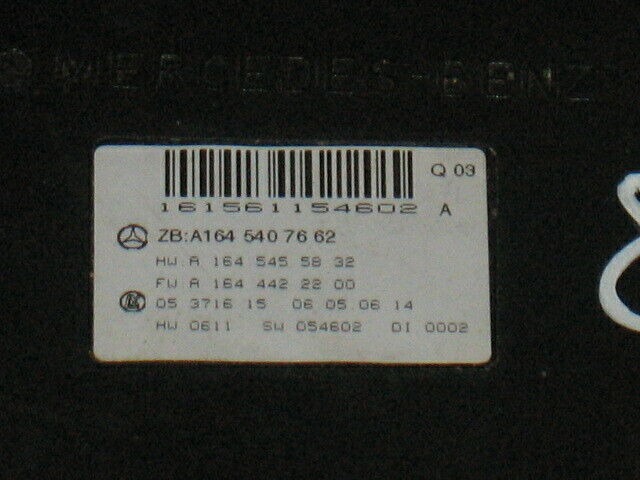 MERCEDES-BENZ
Q 03
161561154602 A
ZB:A164 540 76 62
HW A 164 545 58 32
FW A 164 442 22 00
05 3716 15 06 05.06 14
HW 0611 SW 054602 DI 0002
8